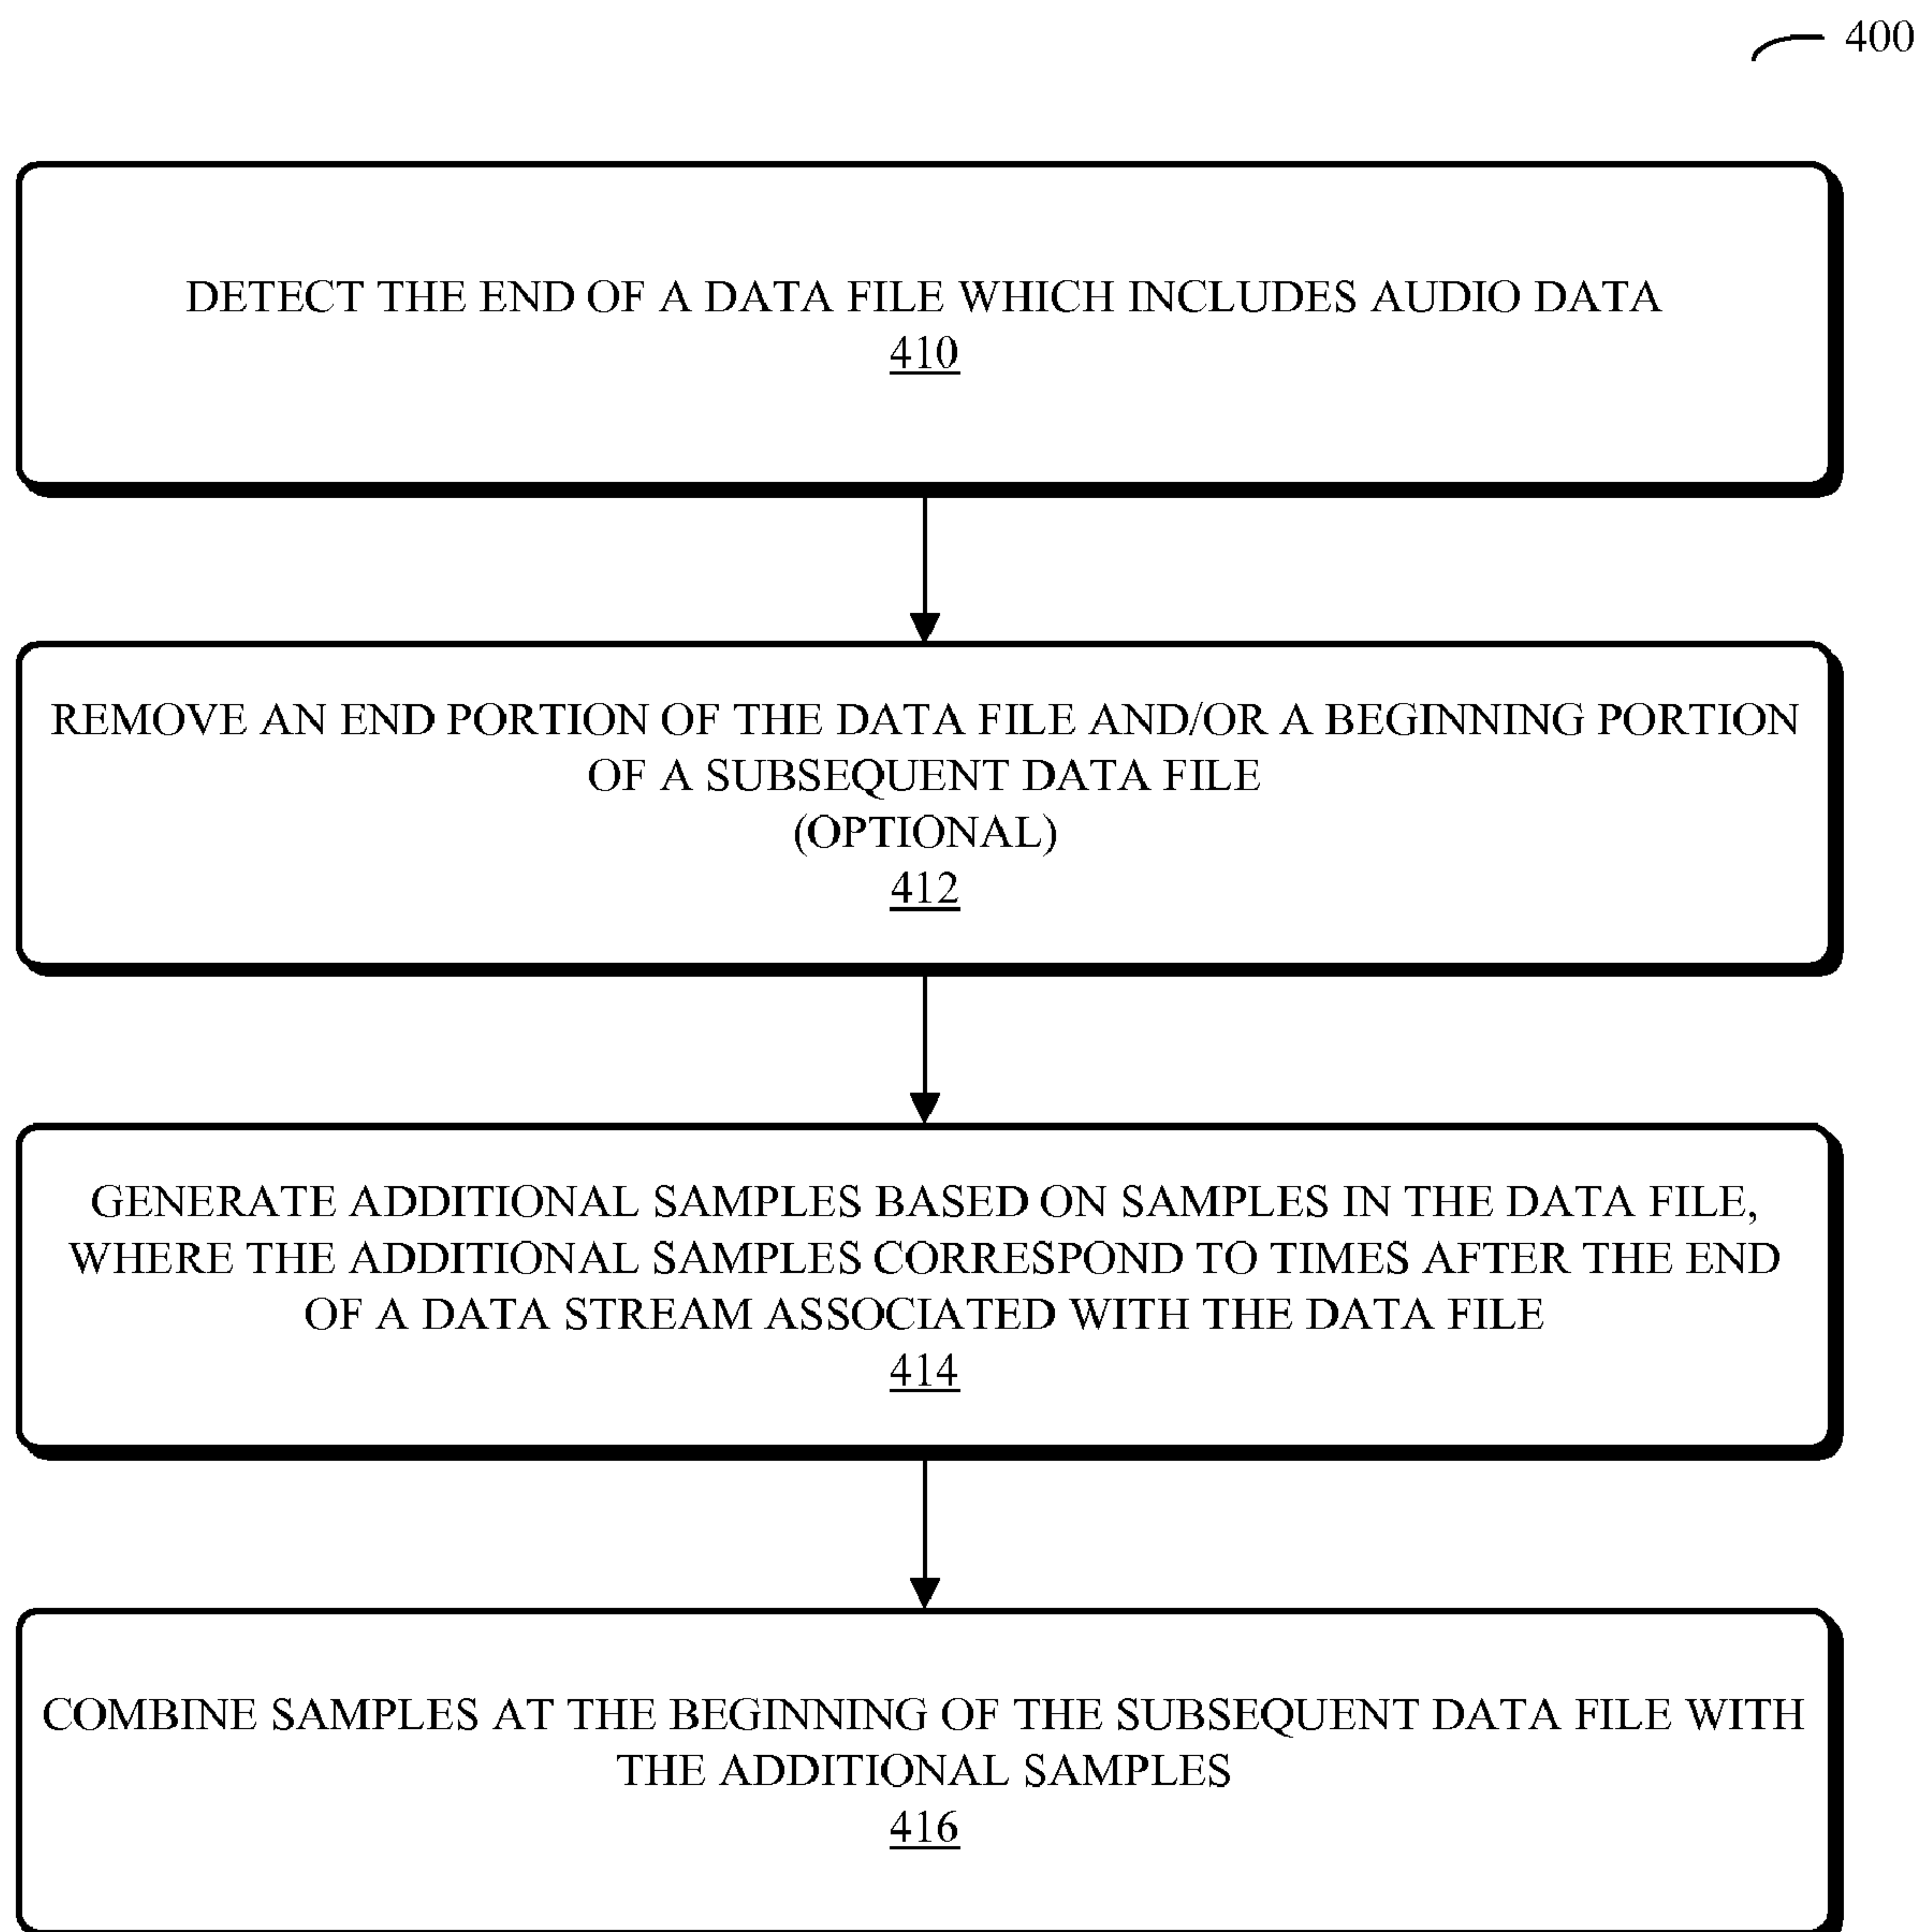 400
DETECT THE END OF A DATA FILE WHICH INCLUDES AUDIO DATA
410
REMOVE AN END PORTION OF THE DATA FILE AND/OR A BEGINNING PORTION
OF A SUBSEQUENT DATA FILE
(OPTIONAL)
412
GENERATE ADDITIONAL SAMPLES BASED ON SAMPLES IN THE DATA FILE,
WHERE THE ADDITIONAL SAMPLES CORRESPOND TO TIMES AFTER THE END
OF A DATA STREAM ASSOCIATED WITH THE DATA FILE
414
COMBINE SAMPLES AT THE BEGINNING OF THE SUBSEQUENT DATA FILE WITH
THE ADDITIONAL SAMPLES
416